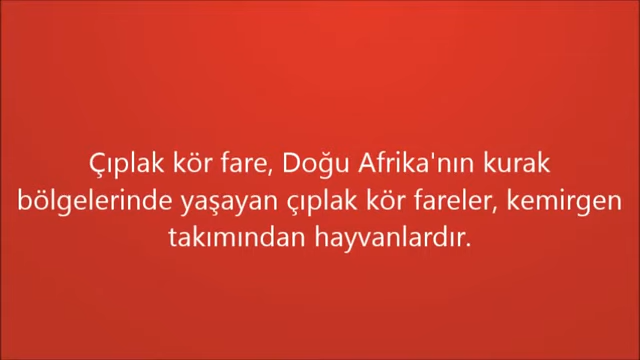 Çıplak kör fare, Doğu Afrika'nın kurak
bölgelerinde yaşayan çıplak kör fareler, kemirgen
takımından hayvanlardır.